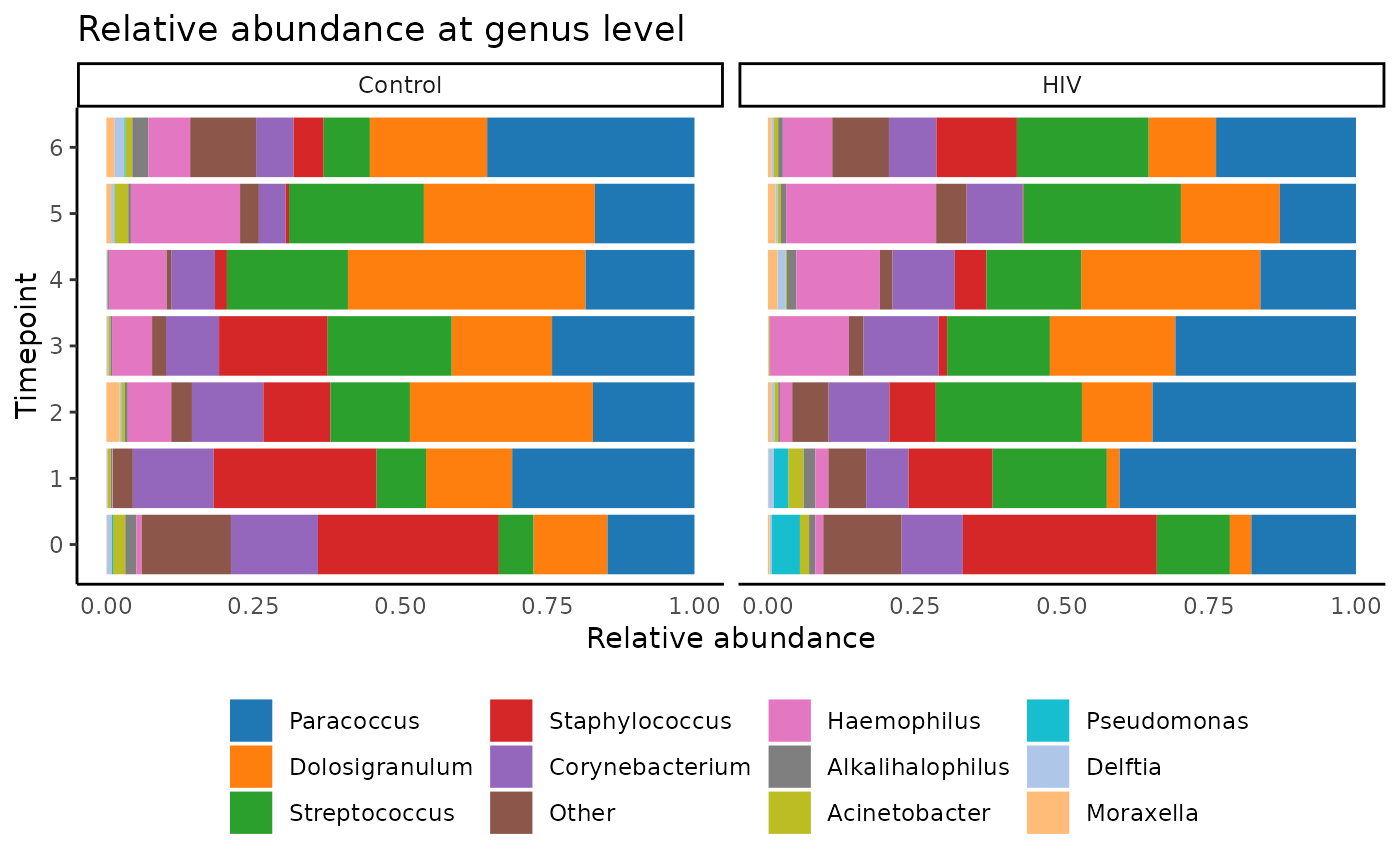 Relative abundance at genus level
Control
HIV
Timepoint
6
5
4
3
2
1
0
0.00 0.25 0.50 0.75 1.00
0.00 0.25 0.50 0.75 1.00
Relative abundance
Paracoccus Staphylococcus Haemophilus Pseudomonas
Dolosigranulum Corynebacterium Alkalihalophilus Delftia
Streptococcus Other Acinetobacter Moraxella